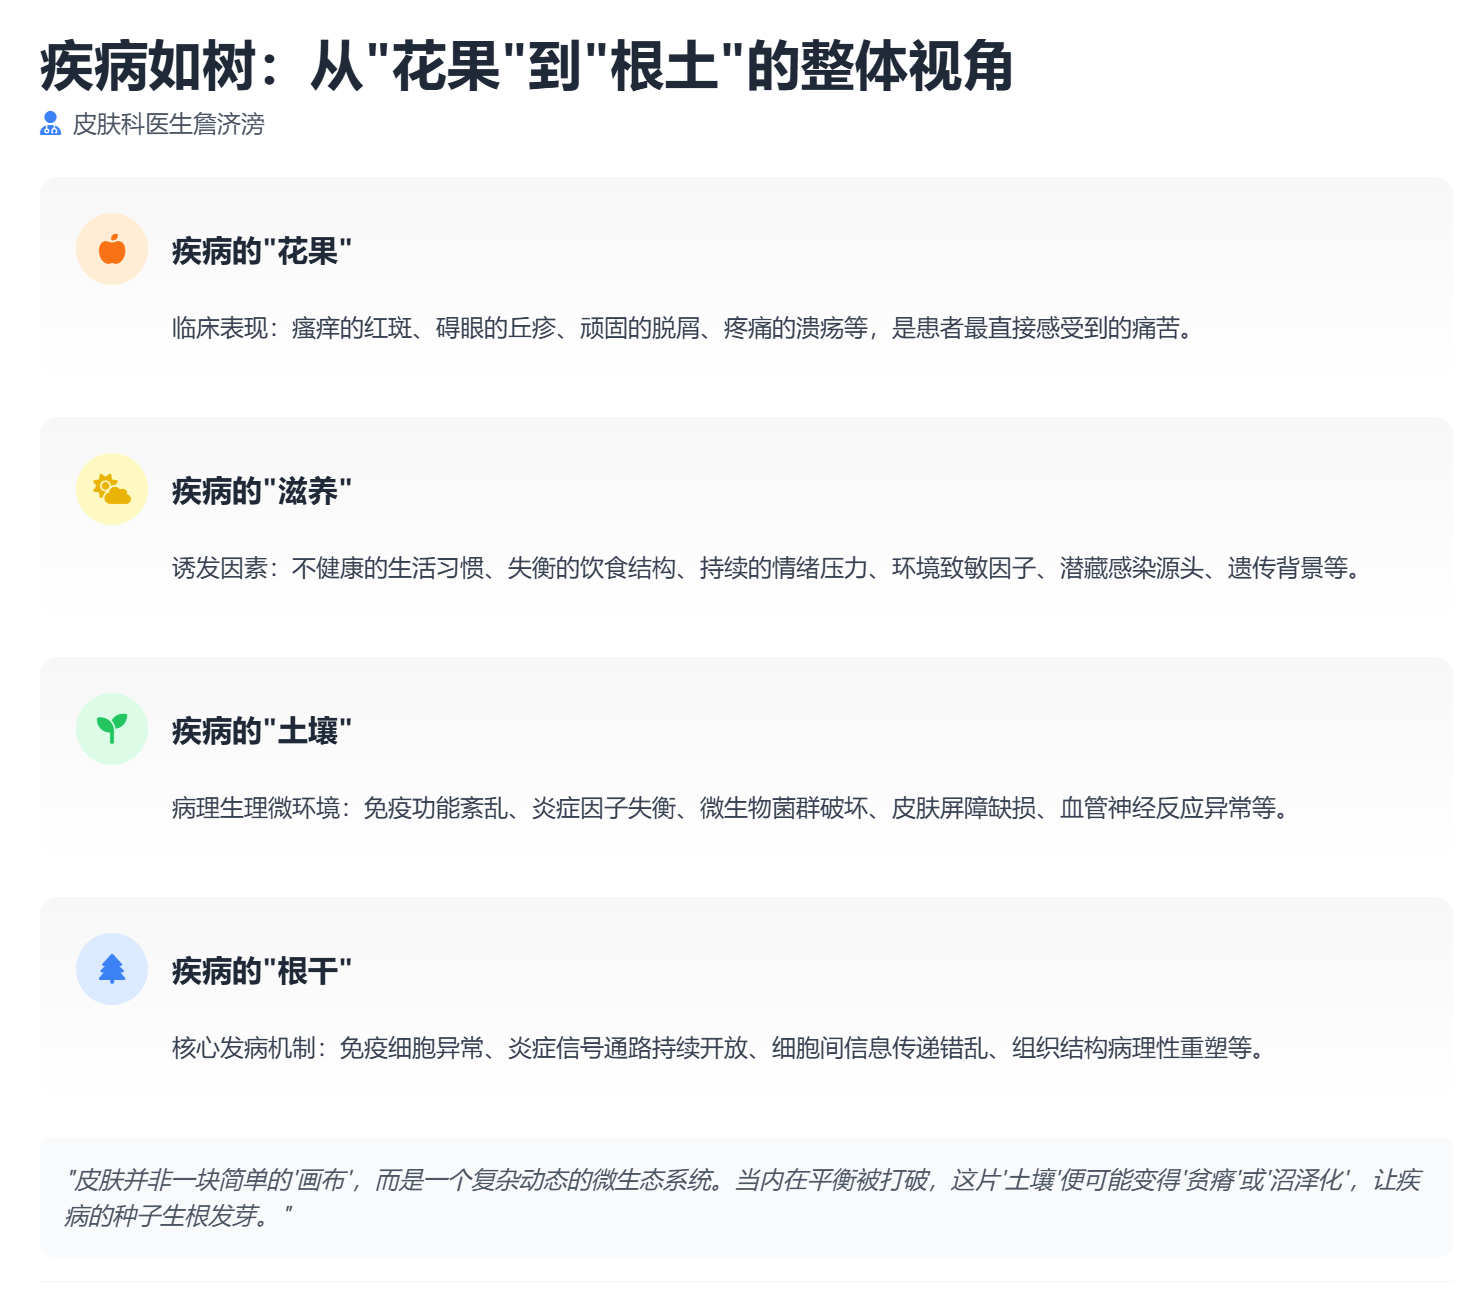 疾病如树：从"花果"到"根土"的整体视角
皮肤科医生詹济滂
疾病的"花果"
临床表现：瘙痒的红斑、碍眼的丘疹、顽固的脱屑、疼痛的溃疡等，是患者最直接感受到的痛苦。
疾病的"滋养"
诱发因素：不健康的生活习惯、失衡的饮食结构、持续的情绪压力、环境致敏因子、潜藏感染源头、遗传背景等。
疾病的"土壤"
病理生理微环境：免疫功能紊乱、炎症因子失衡、微生物菌群破坏、皮肤屏障缺损、血管神经反应异常等。
疾病的"根干"
核心发病机制：免疫细胞异常、炎症信号通路持续开放、细胞间信息传递错乱、组织结构病理性重塑等。
"皮肤并非一块简单的'画布'，而是一个复杂动态的微生态系统。当内在平衡被打破，这片'土壤'便可能变得'贫瘠'或'沼泽化'，让疾
病的种子生根发芽。"